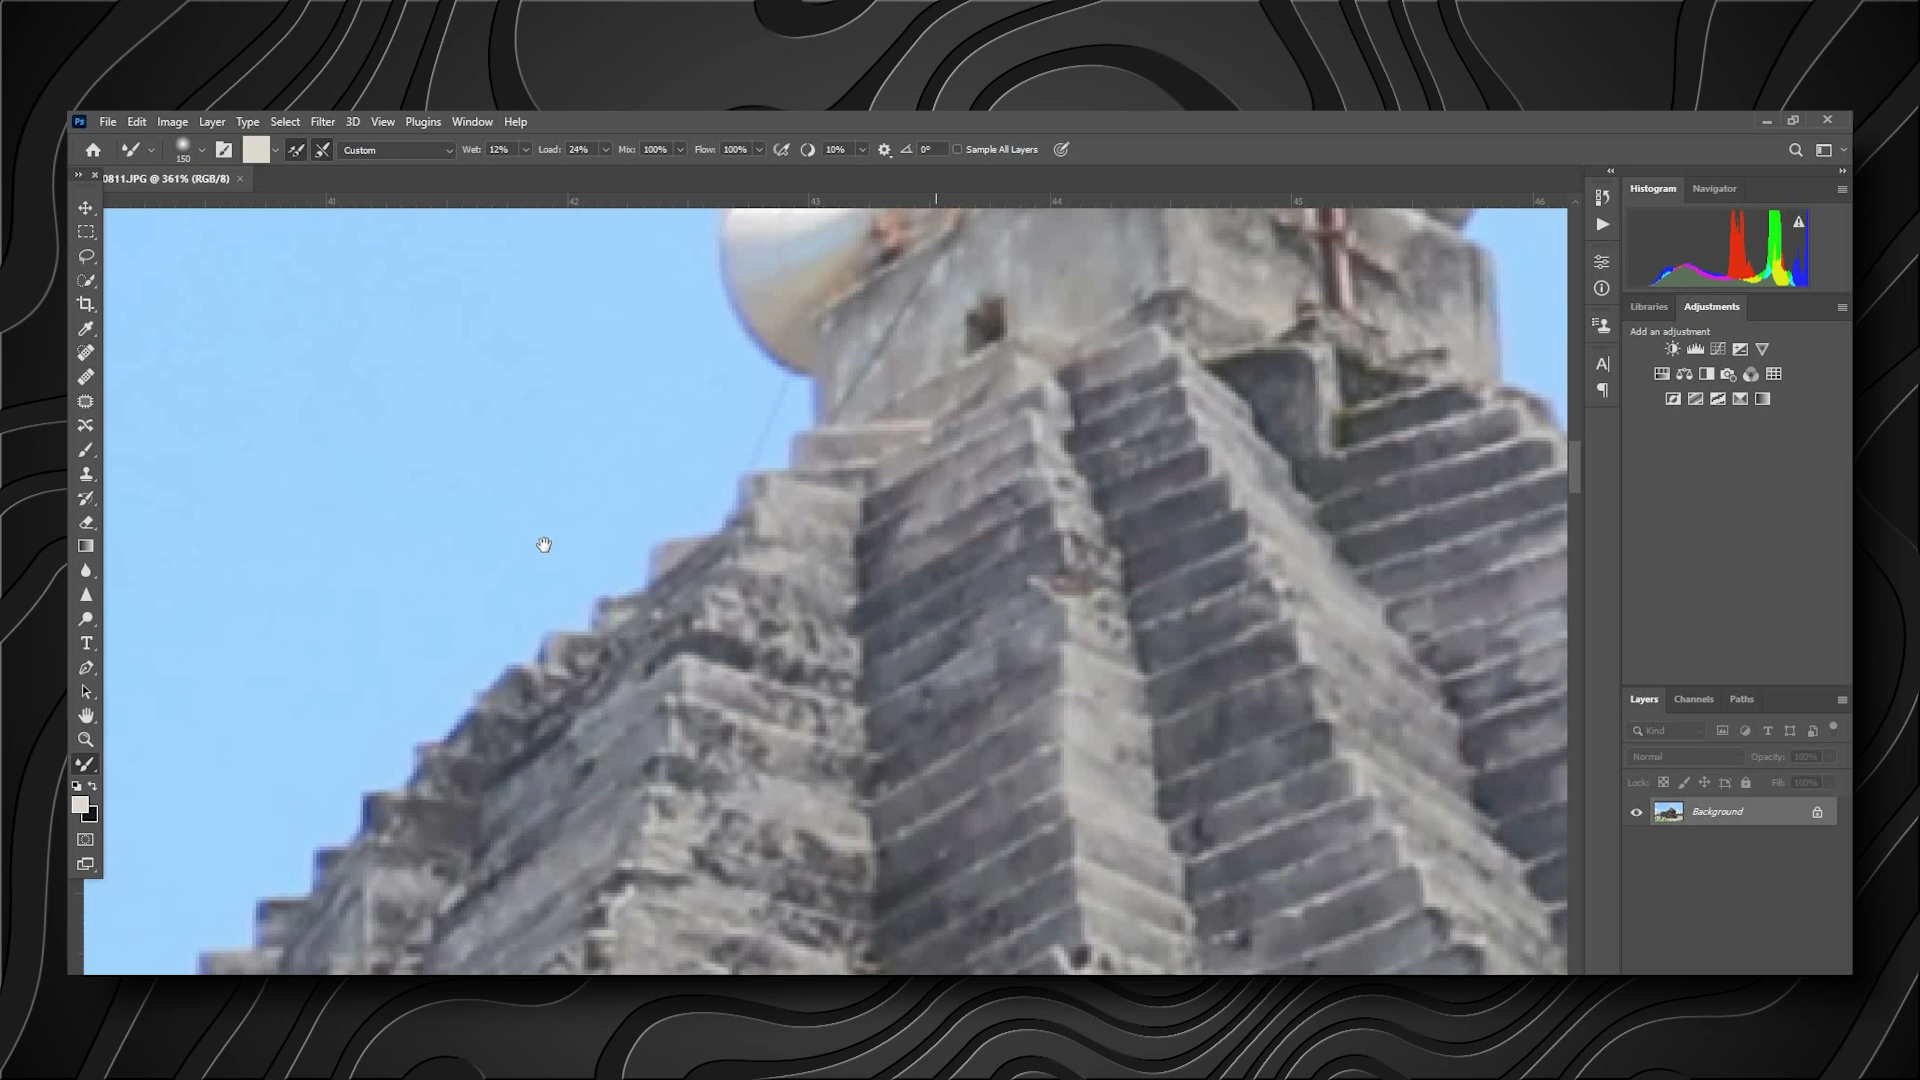 Ps File Edit Image Layer Type Select Filter 3D View Plugins Window Help
150 Custom Wet: 12% Load: 24% Mix: 100% Flow: 100% 10% 0° Sample All Layers
0811.JPG @ 361% (RGB/8) ×
41 42 43 44 45 46
Histogram Navigator
Libraries Adjustments
Add an adjustment
Layers Channels Paths
Kind
Normal Opacity: 100%
Lock: Fill: 100%
Background